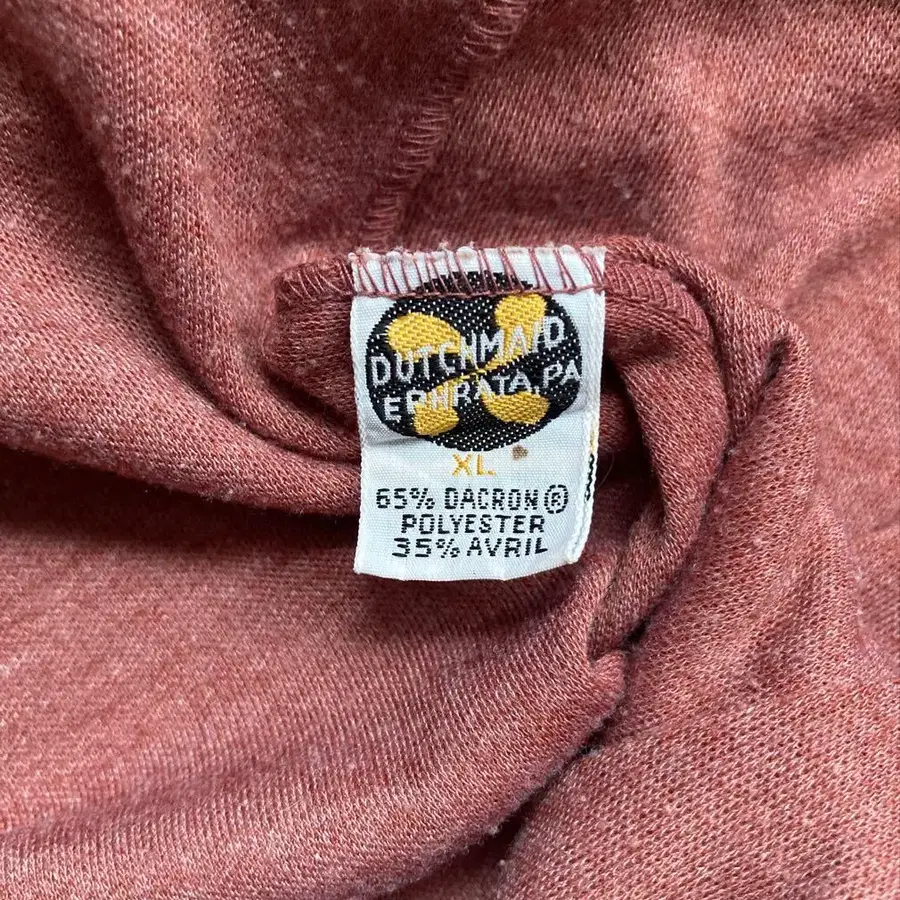 DUTCHMAID
EPHRATA, PA
XL
65% DACRON®
POLYESTER
35% AVRIL